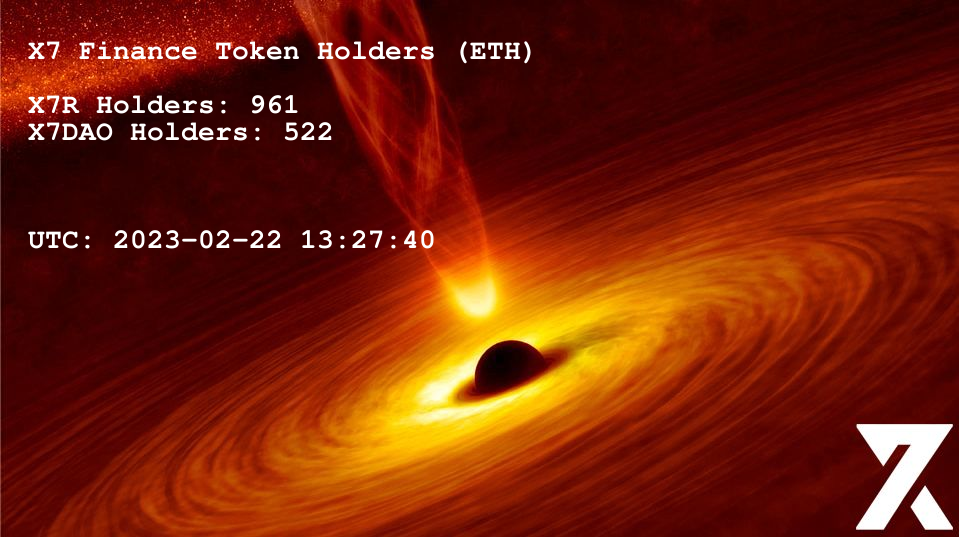 X7 Finance Token Holders (ETH)
X7R Holders: 961
X7DAO Holders: 522
UTC: 2023-02-22 13:27:40